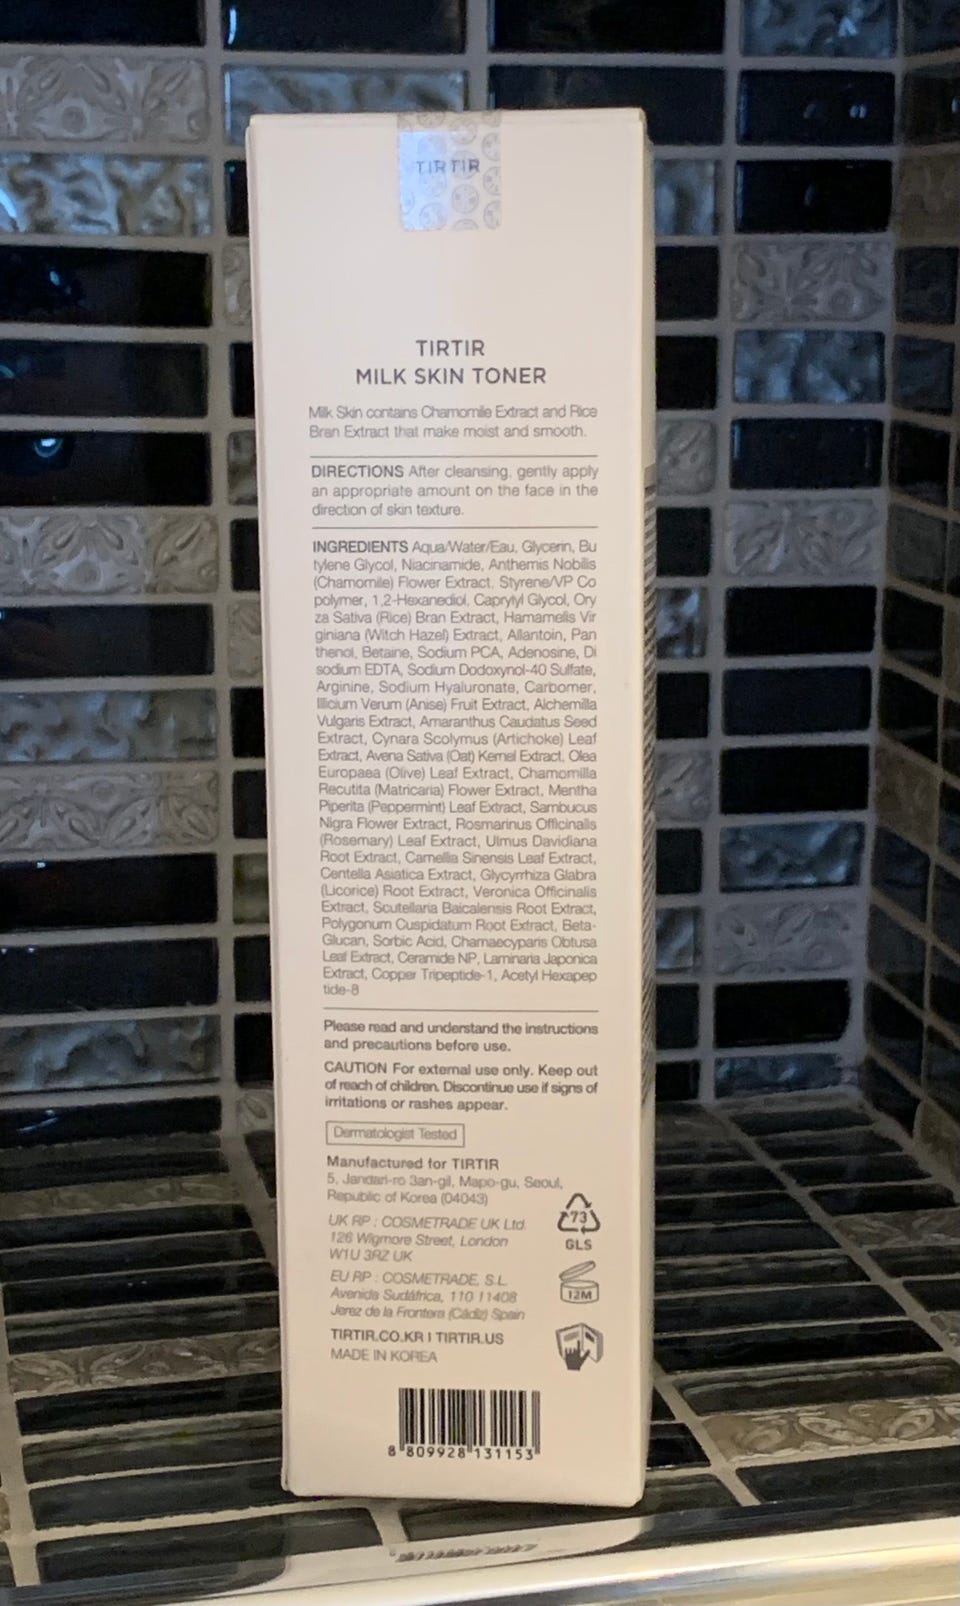 TIRTIR
TIRTIR
MILK SKIN TONER
Milk Skin contains Chamomile Extract and Rice
Bran Extract that make moist and smooth.
DIRECTIONS After cleansing, gently apply
an appropriate amount on the face in the
direction of skin texture.
INGREDIENTS Aqua/Water/Eau, Glycerin, Bu
tylene Glycol, Niacinamide, Anthemis Nobilis
(Chamomile) Flower Extract, Styrene/VP Co
polymer, 1,2-Hexanediol, Caprylyl Glycol, Ory
za Sativa (Rice) Bran Extract, Hamamelis Vir
giniana (Witch Hazel) Extract, Allantoin, Pan
thenol, Betaine, Sodium PCA, Adenosine, Di
sodium EDTA, Sodium Dodoxynol-40 Sulfate,
Arginine, Sodium Hyaluronate, Carbomer,
Illicium Verum (Anise) Fruit Extract, Alchemilla
Vulgaris Extract, Amaranthus Caudatus Seed
Extract, Cynara Scolymus (Artichoke) Leaf
Extract, Avena Sativa (Oat) Kernel Extract, Olea
Europaea (Olive) Leaf Extract, Chamomilla
Recutita (Matricaria) Flower Extract, Mentha
Piperita (Peppermint) Leaf Extract, Sambucus
Nigra Flower Extract, Rosmarinus Officinalis
(Rosemary) Leaf Extract, Ulmus Davidiana
Root Extract, Camellia Sinensis Leaf Extract,
Centella Asiatica Extract, Glycyrrhiza Glabra
(Licorice) Root Extract, Veronica Officinalis
Extract, Scutellaria Baicalensis Root Extract,
Polygonum Cuspidatum Root Extract, Beta-
Glucan, Sorbic Acid, Chamaecyparis Obtusa
Leaf Extract, Ceramide NP, Laminaria Japonica
Extract, Copper Tripeptide-1, Acetyl Hexapep
tide-8
Please read and understand the instructions
and precautions before use.
CAUTION For external use only. Keep out
of reach of children. Discontinue use if signs of
irritations or rashes appear.
Dermatologist Tested
Manufactured for TIRTIR
5, Jandari-ro 3an-gil, Mapo-gu, Seoul,
Republic of Korea (04043)
UK RP : COSMETRADE UK Ltd.
126 Wigmore Street, London
W1U 3RZ UK
EU RP : COSMETRADE, S.L.
Avenida Sudáfrica, 110 11408
Jerez de la Frontera (Cádiz) Spain
TIRTIR.CO.KR I TIRTIR.US
MADE IN KOREA
73
GLS
12M
8 809928 131153